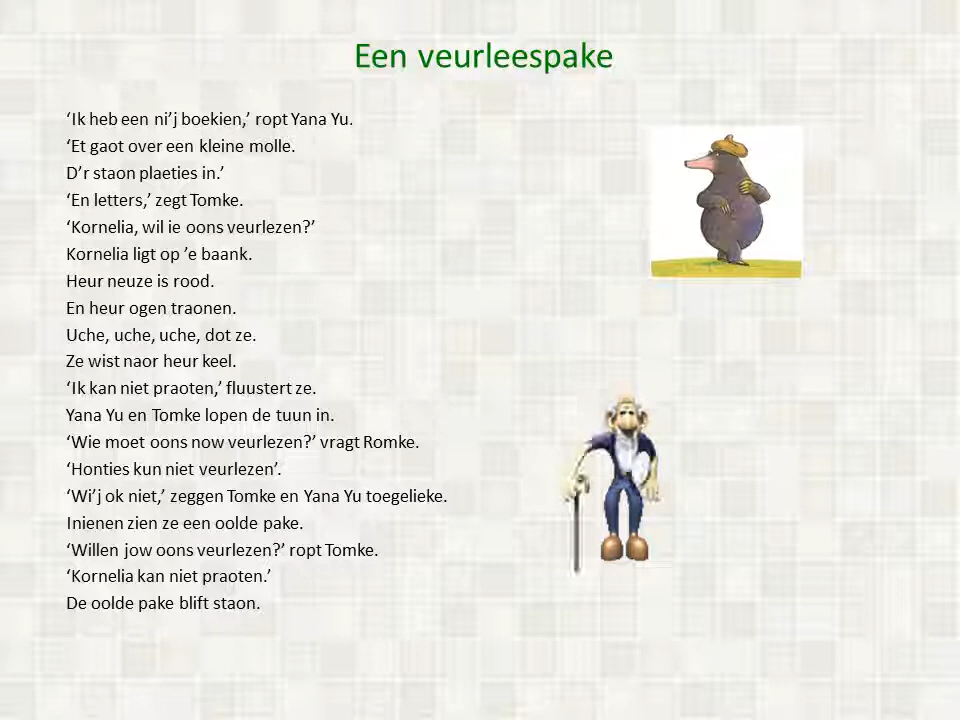 Een veurleespake
‘Ik heb een ni’j boekien,’ ropt Yana Yu.
‘Et gaot over een kleine molle.
D’r staon plaeties in.’
‘En letters,’ zegt Tomke.
‘Kornelia, wil ie oons veurlezen?’
Kornelia ligt op ’e baank.
Heur neuze is rood.
En heur ogen traonen.
Uche, uche, uche, dot ze.
Ze wist naor heur keel.
‘Ik kan niet praoten,’ fluustert ze.
Yana Yu en Tomke lopen de tuun in.
‘Wie moet oons now veurlezen?’ vragt Romke.
‘Honties kun niet veurlezen’.
‘Wi’j ok niet,’ zeggen Tomke en Yana Yu toegelieke.
Inienen zien ze een oolde pake.
‘Willen jow oons veurlezen?’ ropt Tomke.
‘Kornelia kan niet praoten.’
De oolde pake blift staon.